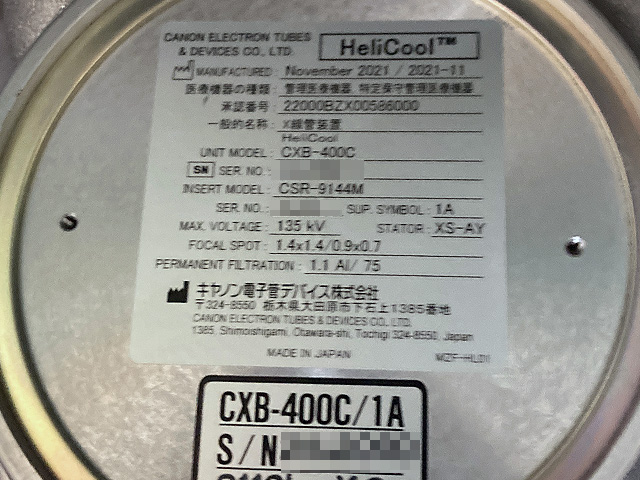 CANON ELECTRON TUBES
& DEVICES CO., LTD.
HeliCool™
MANUFACTURED: November 2021 / 2021-11
医療機器の種類: 管理医療機器, 特定保守管理医療機器
承認番号: 22000BZX00586000
一般的名称: X線管装置
HeliCool
UNIT MODEL: CXB-400C
SN SER. NO.:
INSERT MODEL: CSR-9144M
SER. NO.: SUP. SYMBOL: 1A
MAX. VOLTAGE: 135 kV STATOR: XS-AY
FOCAL SPOT: 1.4x1.4/0.9x0.7
PERMANENT FILTRATION: 1.1 Al/ 75
キヤノン電子管デバイス株式会社
〒324-8550 栃木県大田原市下石上1385番地
CANON ELECTRON TUBES & DEVICES CO., LTD.
1385, Shimoishigami, Otawara-shi, Tochigi 324-8550, Japan
MADE IN JAPAN
CXB-400C/1A
S/N